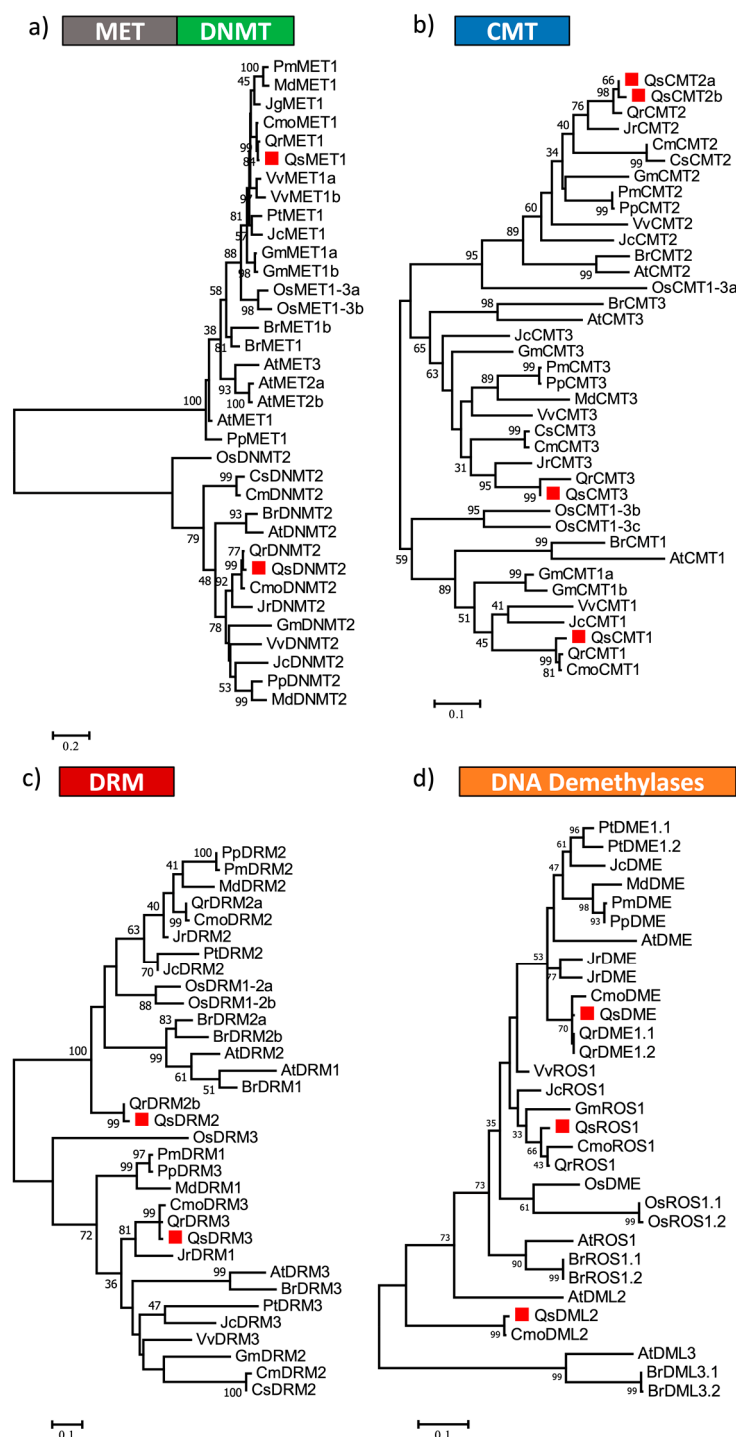 a)
MET
DNMT
PmMET1
MdMET1
JgMET1
CmoMET1
QrMET1
QsMET1
VvMET1a
VvMET1b
PtMET1
JcMET1
GmMET1a
GmMET1b
OsMET1-3a
OsMET1-3b
BrMET1b
BrMET1
AtMET3
AtMET2a
AtMET2b
AtMET1
PpMET1
OsDNMT2
CsDNMT2
CmDNMT2
BrDNMT2
AtDNMT2
QrDNMT2
QsDNMT2
CmoDNMT2
JrDNMT2
GmDNMT2
VvDNMT2
JcDNMT2
PpDNMT2
MdDNMT2
100
45
99
84
97
81
57
88
98
58
98
38
81
93
100
100
99
79
93
77
99
48
92
78
53
99
0.2
b)
CMT
QsCMT2a
QsCMT2b
QrCMT2
JrCMT2
CmCMT2
CsCMT2
GmCMT2
PmCMT2
PpCMT2
VvCMT2
JcCMT2
BrCMT2
AtCMT2
OsCMT1-3a
BrCMT3
AtCMT3
JcCMT3
GmCMT3
PmCMT3
PpCMT3
MdCMT3
VvCMT3
CsCMT3
CmCMT3
JrCMT3
QrCMT3
QsCMT3
OsCMT1-3b
OsCMT1-3c
BrCMT1
AtCMT1
GmCMT1a
GmCMT1b
VvCMT1
JcCMT1
QsCMT1
QrCMT1
CmoCMT1
66
98
76
40
99
34
99
60
89
95
99
98
65
63
99
89
99
31
95
99
95
59
99
89
99
51
41
45
99
81
0.1
c)
DRM
PpDRM2
PmDRM2
MdDRM2
QrDRM2a
CmoDRM2
JrDRM2
PtDRM2
JcDRM2
OsDRM1-2a
OsDRM1-2b
BrDRM2a
BrDRM2b
AtDRM2
AtDRM1
BrDRM1
QrDRM2b
QsDRM2
OsDRM3
PmDRM1
PpDRM3
MdDRM1
CmoDRM3
QrDRM3
QsDRM3
JrDRM1
AtDRM3
BrDRM3
PtDRM3
JcDRM3
VvDRM3
GmDRM2
CmDRM2
CsDRM2
100
41
40
99
63
70
88
83
100
99
61
51
99
97
99
99
81
72
36
99
47
100
0.1
d)
DNA Demethylases
PtDME1.1
PtDME1.2
JcDME
MdDME
PmDME
PpDME
AtDME
JrDME
JrDME
CmoDME
QsDME
QrDME1.1
QrDME1.2
VvROS1
JcROS1
GmROS1
QsROS1
CmoROS1
QrROS1
OsDME
OsROS1.1
OsROS1.2
AtROS1
BrROS1.1
BrROS1.2
AtDML2
QsDML2
CmoDML2
AtDML3
BrDML3.1
BrDML3.2
96
61
47
98
93
53
77
70
35
33
66
43
73
61
99
73
90
99
99
99
99
0.1